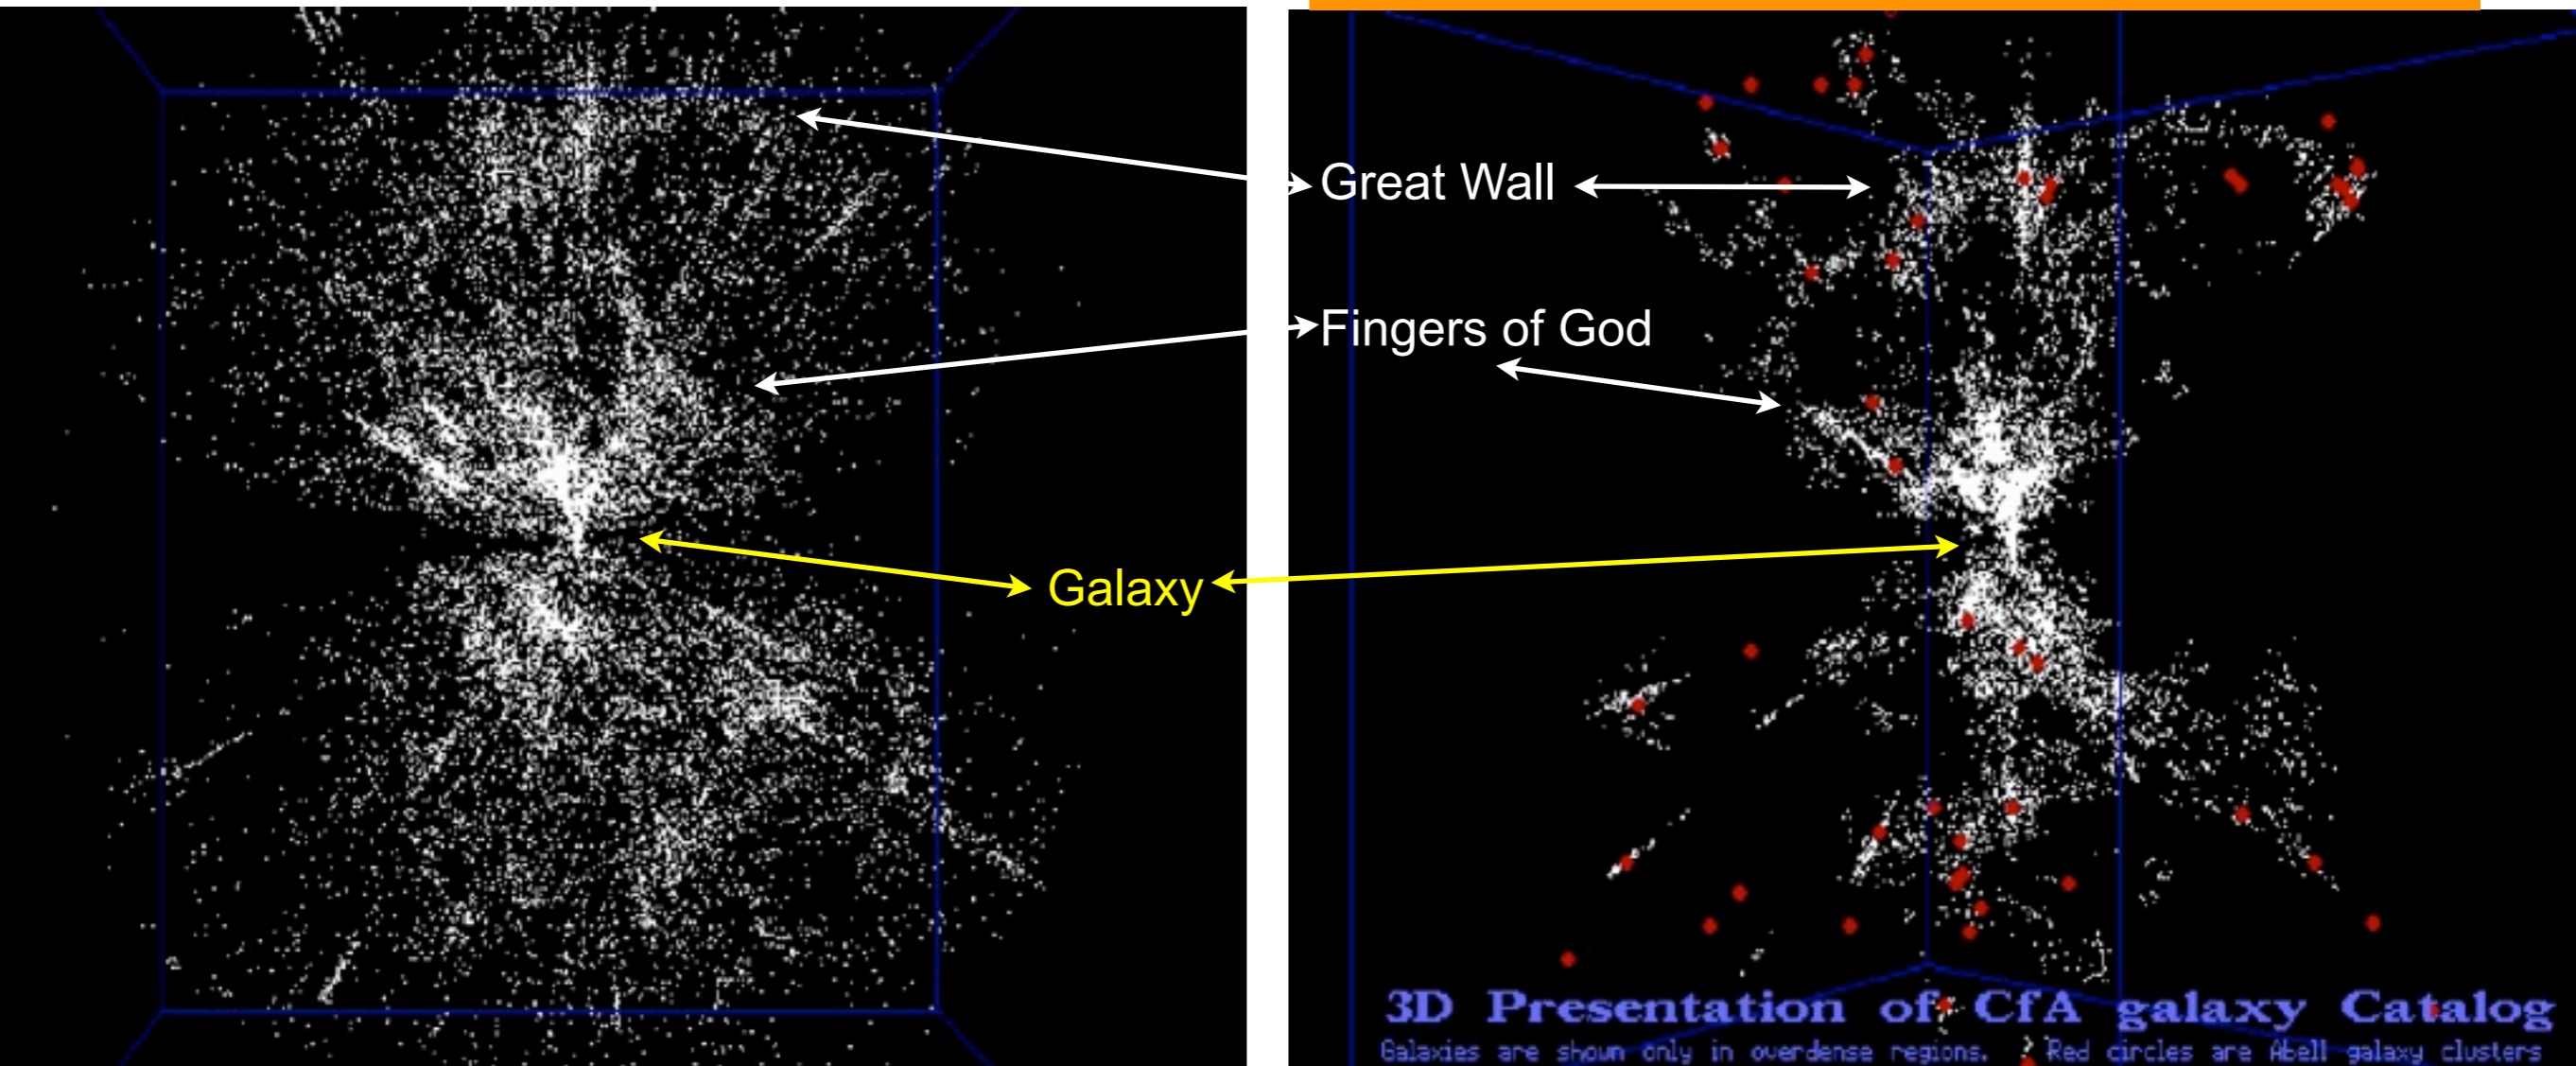 Great Wall
Fingers of God
Galaxy
3D Presentation of CfA galaxy Catalog
Galaxies are shown only in overdense regions. Red circles are Abell galaxy clusters